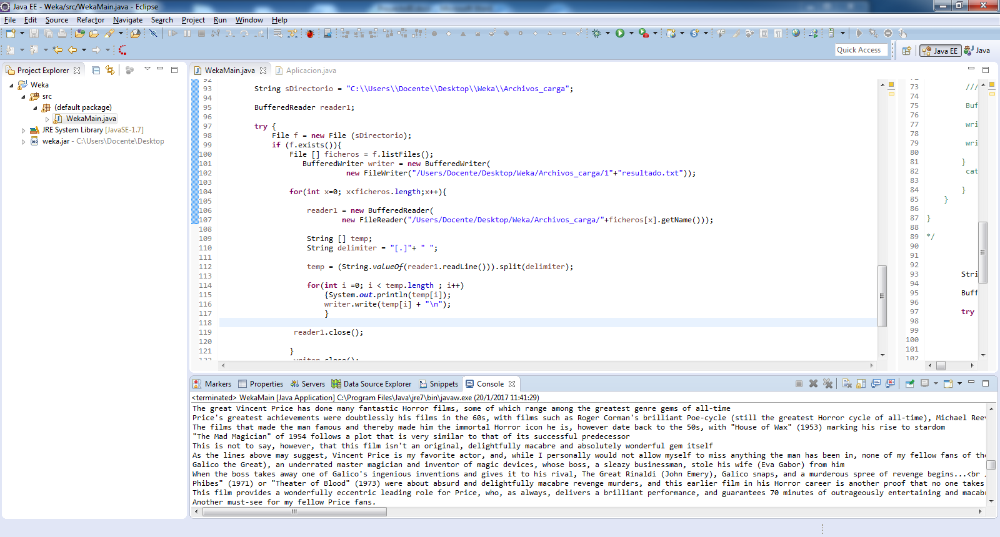 Java EE - Weka/src/WekaMain.java - Eclipse
File Edit Source Refactor Navigate Search Project Run Window Help
Quick Access
Java EE
Java
Project Explorer
WekaMain.java
Aplicacion.java
Weka
src
(default package)
WekaMain.java
JRE System Library [JavaSE-1.7]
weka.jar - C:\Users\Docente\Desktop
92
93 String sDirectorio = "C:\\Users\\Docente\\Desktop\\Weka\\Archivos_carga";
94
95 BufferedReader reader1;
96
97 try {
98 File f = new File (sDirectorio);
99 if (f.exists()){
100 File [] ficheros = f.listFiles();
101 BufferedWriter writer = new BufferedWriter(
102 new FileWriter("/Users/Docente/Desktop/Weka/Archivos_carga/1"+"resultado.txt"));
103
104 for(int x=0; x<ficheros.length;x++){
105
106 reader1 = new BufferedReader(
107 new FileReader("/Users/Docente/Desktop/Weka/Archivos_carga/"+ficheros[x].getName()));
108
109 String [] temp;
110 String delimiter = "[.]"+ " ";
111
112 temp = (String.valueOf(reader1.readLine())).split(delimiter);
113
114 for(int i =0; i < temp.length ; i++)
115 {System.out.println(temp[i]);
116 writer.write(temp[i] + "\n");
117 }
118
119 reader1.close();
120
121 }
122 writer.close();
72
73 ///
74
75 Buf
76
77 wri
78
79 wri
80
81 }
82 cat
83
84 }
85 }
86
87 }
88
89 */
90
91
92
93 Stri
94
95 Buff
96
97 try
98
99
100
101
102
Markers Properties Servers Data Source Explorer Snippets Console
<terminated> WekaMain [Java Application] C:\Program Files\Java\jre7\bin\javaw.exe (20/1/2017 11:41:29)
The great Vincent Price has done many fantastic Horror films, some of which range among the greatest genre gems of all-time
Price's greatest achievements were doubtlessly his films in the 60s, with films such as Roger Corman's brilliant Poe-cycle (still the greatest Horror cycle of all-time), Michael Reev
The films that made the man famous and thereby made him the immortal Horror icon he is, however date back to the 50s, with "House of Wax" (1953) marking his rise to stardom
"The Mad Magician" of 1954 follows a plot that is very similar to that of its successful predecessor
This is not to say, however, that this film isn't an original, delightfully macabre and absolutely wonderful gem itself
As the lines above may suggest, Vincent Price is my favorite actor, and, while I personally would not allow myself to miss anything the man has been in, none of my fellow fans of the
Galico the Great), an underrated master magician and inventor of magic devices, whose boss, a sleazy businessman, stole his wife (Eva Gabor) from him
When the boss takes away one of Galico's ingenious inventions and gives it to his rival, The Great Rinaldi (John Emery), Galico snaps, and a murderous spree of revenge begins...<br /
Phibes" (1971) or "Theater of Blood" (1973) were about absurd and delightfully macabre revenge murders, and this earlier film in his Horror career is another proof that no one takes
This film provides a wonderfully eccentric leading role for Price, who, as always, delivers a brilliant performance, and guarantees 70 minutes of outrageously entertaining and macabr
Another must-see for my fellow Price fans.